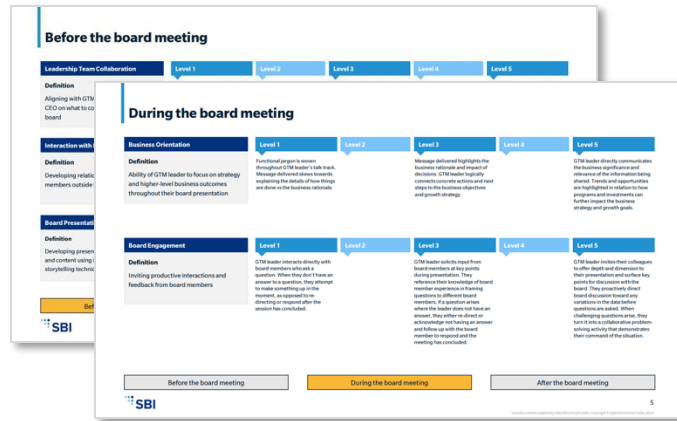 Before the board meeting
Leadership Team Collaboration
Level 1
Level 2
Level 3
Level 4
Level 5
Definition
Aligning with GTM
CEO on what to co
board
Interaction with
Definition
Developing relatic
members outside
Board Presentati
Definition
Developing presen
and content using
storytelling techni
Bef
SBI
During the board meeting
Business Orientation
Level 1
Level 2
Level 3
Level 4
Level 5
Definition
Ability of GTM leader to focus on strategy
and higher-level business outcomes
throughout their board presentation
Functional jargon is woven
throughout GTM leader's talk track.
Message delivered skews towards
explaining the details of how things
are done vs the business rationale.
Message delivered highlights the
business rationale and impact of
decisions. GTM leader logically
connects concrete actions and next
steps to the business objectives
and growth strategy.
GTM leader directly communicates
the business significance and
relevance of the information being
shared. Trends and opportunities
are highlighted in relation to how
programs and investments can
further impact the business
strategy and growth goals.
Board Engagement
Level 1
Level 2
Level 3
Level 4
Level 5
Definition
Inviting productive interactions and
feedback from board members
GTM leader interacts directly with
board members who ask a
question. When they don't have an
answer to a question, they attempt
to make something up in the
moment, as opposed to re-
directing or respond after the
session has concluded.
GTM leader solicits input from
board members at key points
during presentation. They
reference their knowledge of board
member experience in framing
questions to different board
members. If a question arises
where the leader does not have an
answer, they either re-direct or
acknowledge not having an answer
and follow up with the board
member to respond and the
meeting has concluded.
GTM leader invites their colleagues
to offer depth and dimension to
their presentation and surface key
points for discussion with the
board. They proactively direct
board discussion toward any
variations in the data before
questions are asked. When
challenging questions arise, they
turn it into a collaborative problem-
solving activity that demonstrates
their command of the situation.
Before the board meeting
During the board meeting
After the board meeting
SBI
5